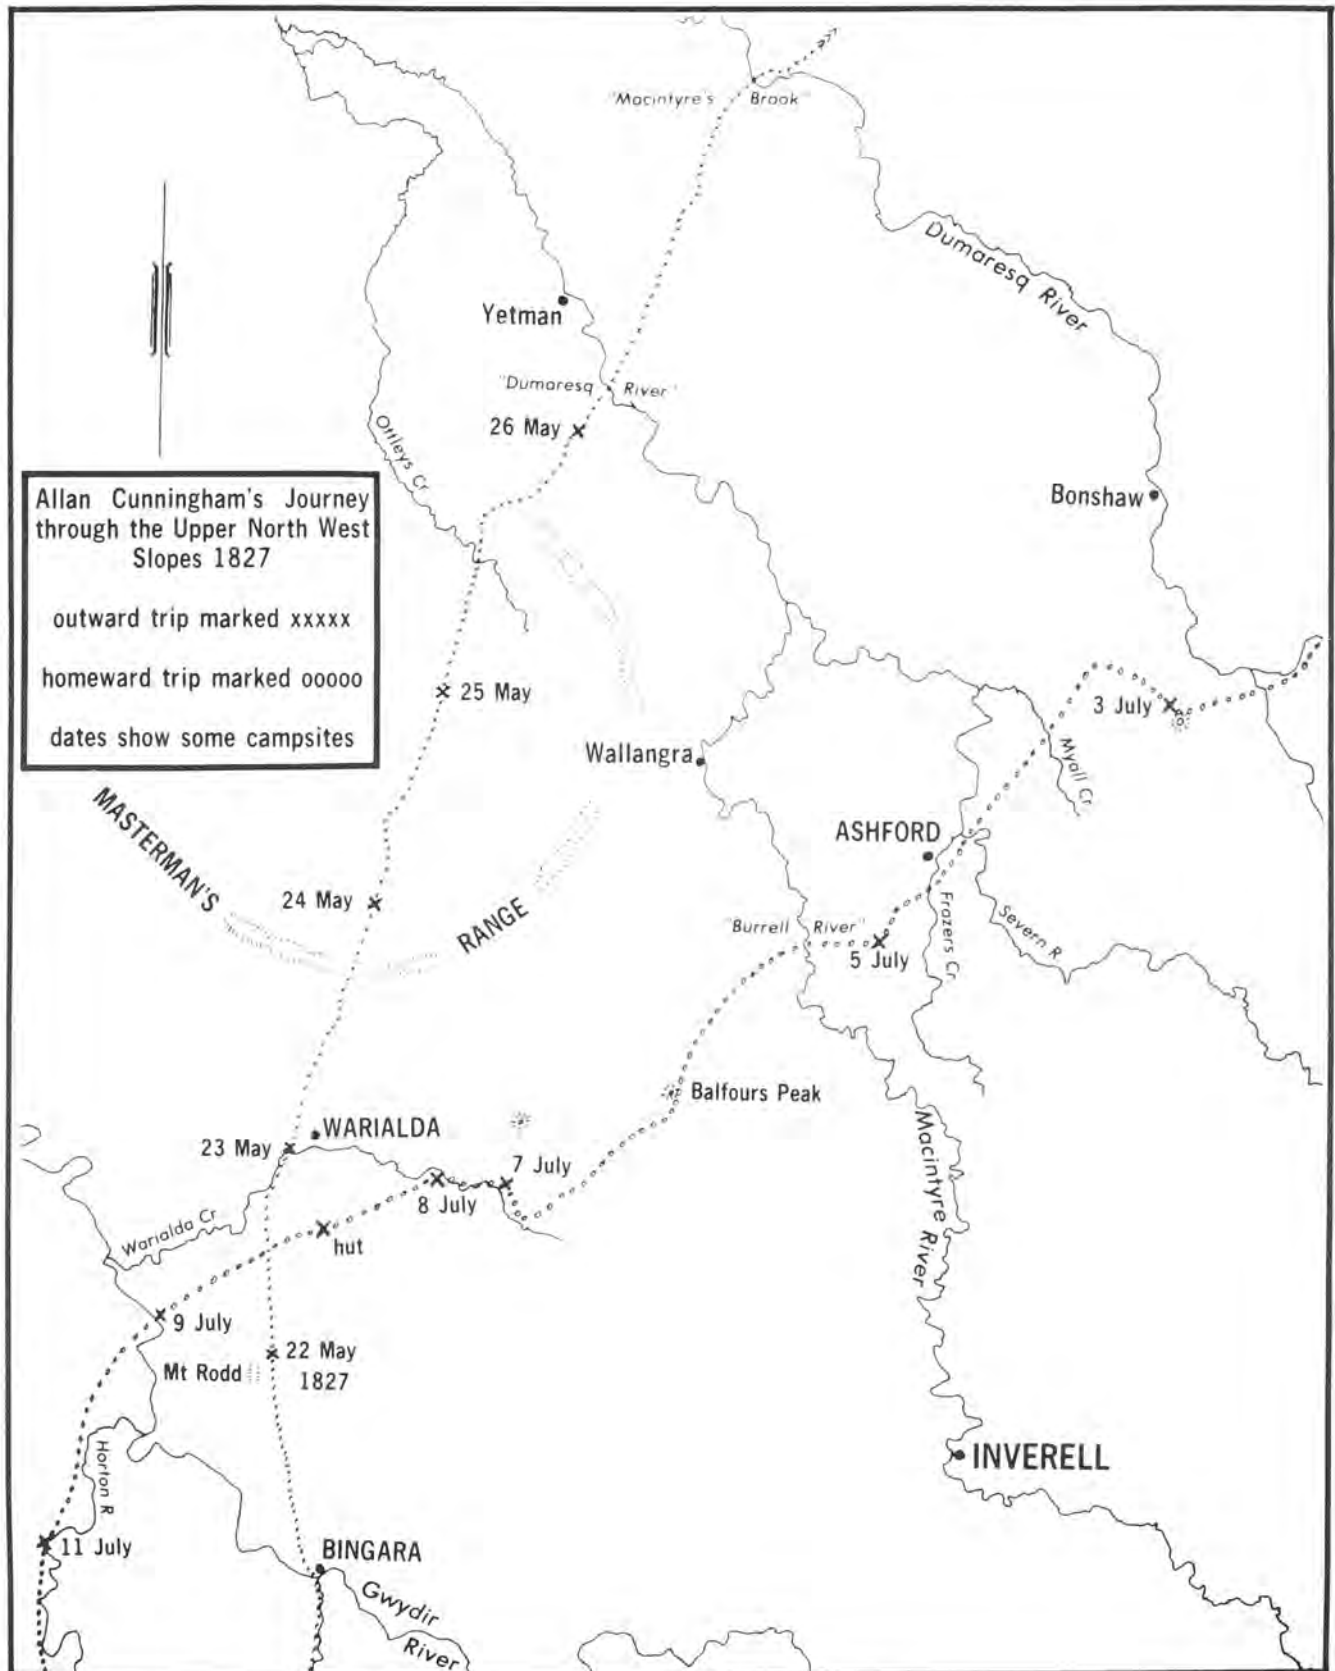 "Macintyre's Brook"
Dumaresq River
Yetman
"Dumaresq River"
26 May
Ottleys Cr
Bonshaw
Allan Cunningham's Journey
through the Upper North West
Slopes 1827
outward trip marked xxxxx
homeward trip marked ooooo
dates show some campsites
25 May
3 July
Myall Cr
Wallangra
MASTERMAN'S
RANGE
ASHFORD
24 May
"Burrell River"
5 July
Frazers Cr
Severn R
Balfours Peak
Macintyre River
WARIALDA
23 May
7 July
8 July
Warialda Cr
hut
9 July
22 May
1827
Mt Rodd
Horton R
INVERELL
11 July
BINGARA
Gwydir
River